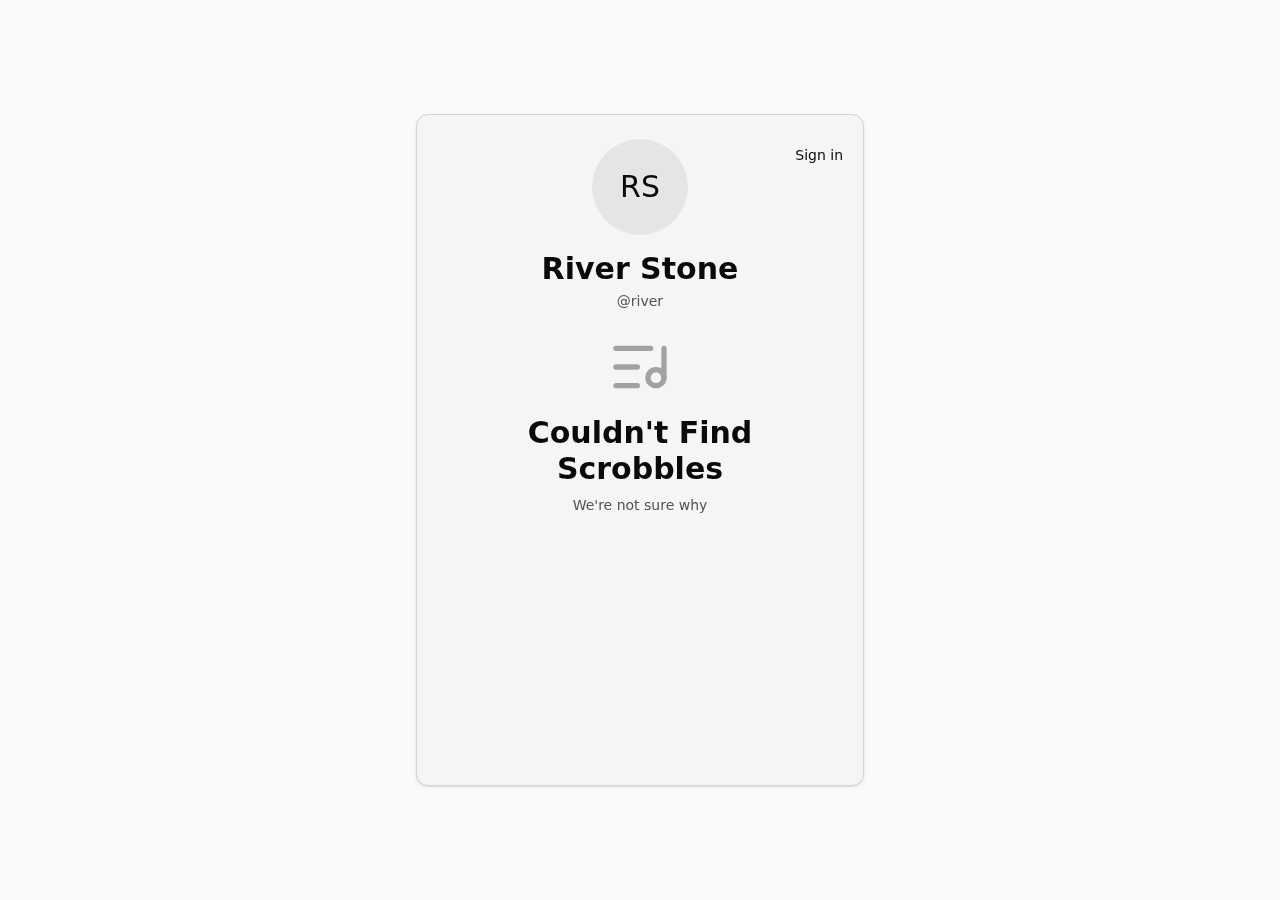 Sign in
RS
River Stone
@river
Couldn't Find
Scrobbles
We're not sure why